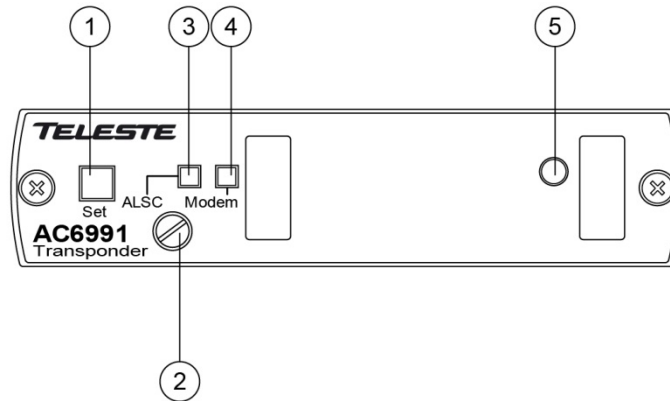 1 3 4 5
TELESTE
ALSC Modem
Set
AC6991
Transponder
2